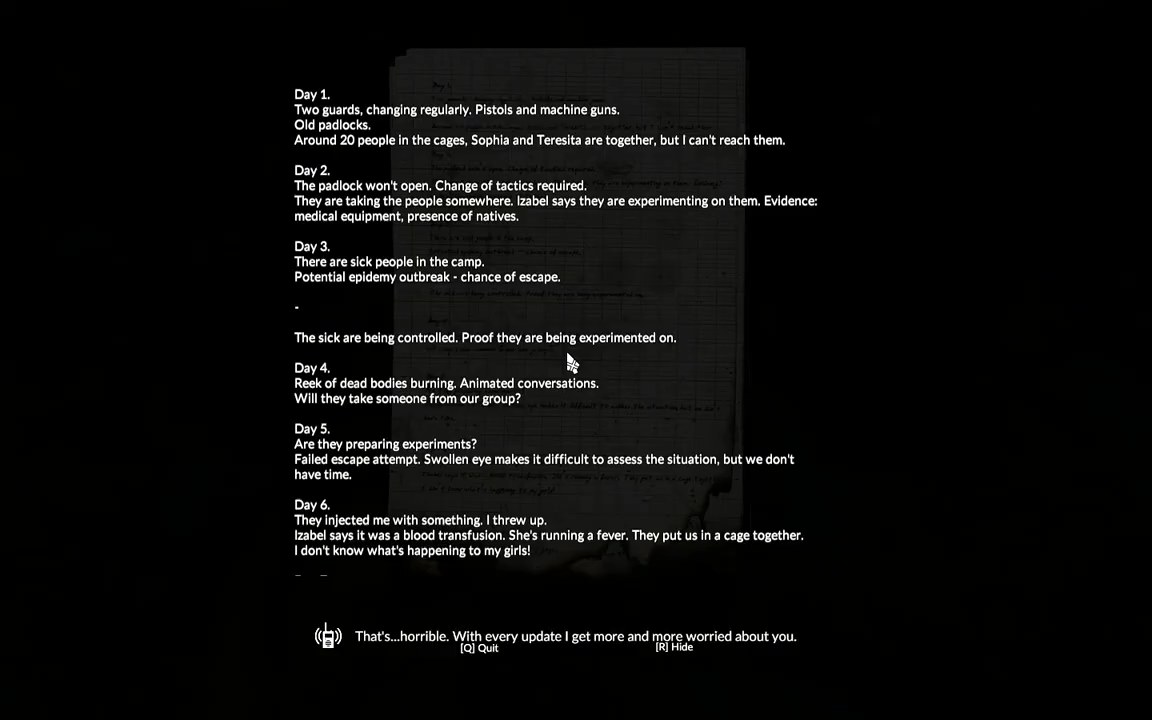 Day 1.
Two guards, changing regularly. Pistols and machine guns.
Old padlocks.
Around 20 people in the cages, Sophia and Teresita are together, but I can't reach them.
Day 2.
The padlock won't open. Change of tactics required.
They are taking the people somewhere. Izabel says they are experimenting on them. Evidence:
medical equipment, presence of natives.
Day 3.
There are sick people in the camp.
Potential epidemy outbreak - chance of escape.
-
The sick are being controlled. Proof they are being experimented on.
Day 4.
Reek of dead bodies burning. Animated conversations.
Will they take someone from our group?
Day 5.
Are they preparing experiments?
Failed escape attempt. Swollen eye makes it difficult to assess the situation, but we don't
have time.
Day 6.
They injected me with something. I threw up.
Izabel says it was a blood transfusion. She's running a fever. They put us in a cage together.
I don't know what's happening to my girls!
That's...horrible. With every update I get more and more worried about you.
[Q] Quit [R] Hide